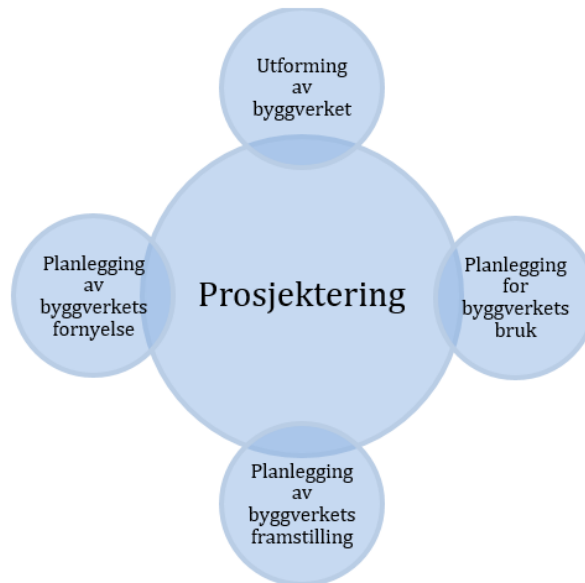 Utforming
av
byggverket
Planlegging
av
byggverkets
fornyelse
Prosjektering
Planlegging
for
byggverkets
bruk
Planlegging
av
byggverkets
framstilling